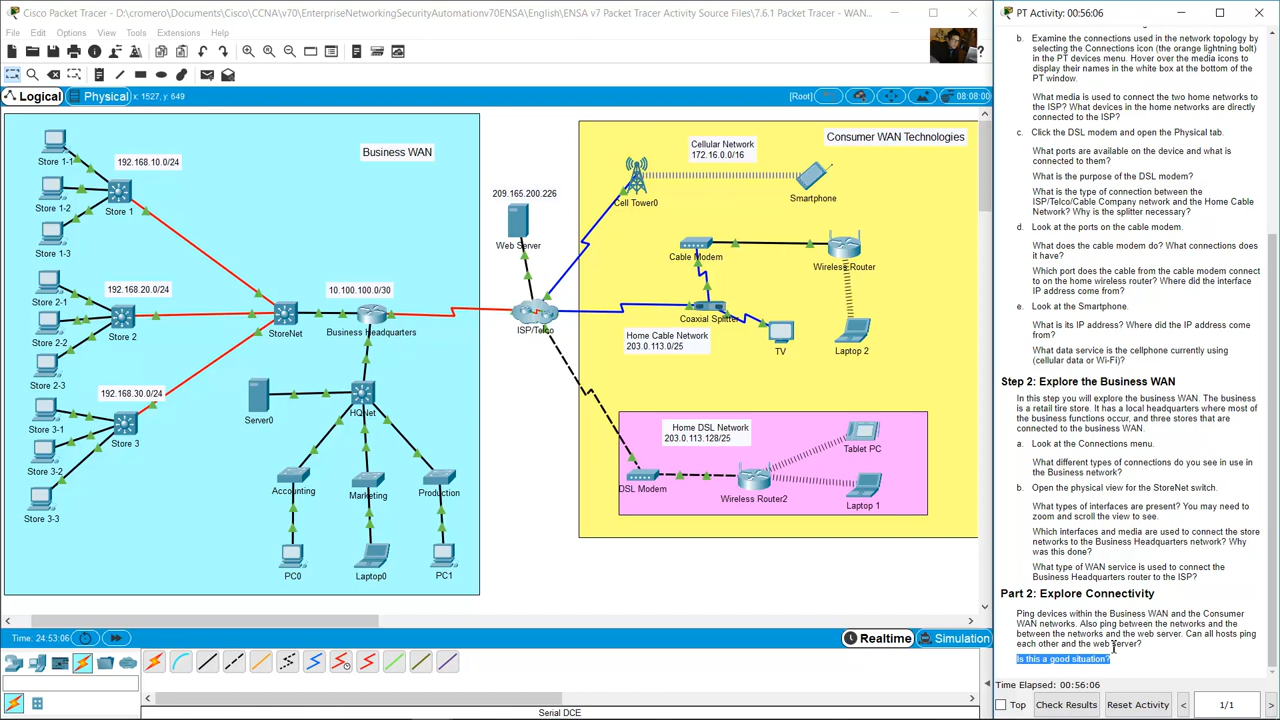 Cisco Packet Tracer - D:\cromero\Documents\Cisco\CCNA\v70\EnterpriseNetworkingSecurityAutomationv70ENSA\English\ENSA v7 Packet Tracer Activity Source Files\7.6.1 Packet Tracer - WAN...
File Edit Options View Tools Extensions Help
Logical Physical x: 1527, y: 649 [Root] 08:08:00
Business WAN
192.168.10.0/24
Store 1-1
Store 1-2
Store 1-3
Store 1
192.168.20.0/24
Store 2-1
Store 2-2
Store 2-3
Store 2
192.168.30.0/24
Store 3-1
Store 3-2
Store 3-3
Store 3
StoreNet
10.100.100.0/30
Business Headquarters
Server0
HQNet
Accounting
Marketing
Production
PC0
Laptop0
PC1
209.165.200.226
Web Server
ISP/Telco
Consumer WAN Technologies
Cellular Network
172.16.0.0/16
Cell Tower0
Smartphone
Cable Modem
Wireless Router
Coaxial Splitter
Home Cable Network
203.0.113.0/25
TV
Laptop 2
Home DSL Network
203.0.113.128/25
Tablet PC
DSL Modem
Wireless Router2
Laptop 1
Time: 24:53:06
Realtime Simulation
Serial DCE
PT Activity: 00:56:06
b. Examine the connections used in the network topology by
selecting the Connections icon (the orange lightning bolt)
in the PT devices menu. Hover over the media icons to
display their names in the white box at the bottom of the
PT window.
What media is used to connect the two home networks to
the ISP? What devices in the home networks are directly
connected to the ISP?
c. Click the DSL modem and open the Physical tab.
What ports are available on the device and what is
connected to them?
What is the purpose of the DSL modem?
What is the type of connection between the
ISP/Telco/Cable Company network and the Home Cable
Network? Why is the splitter necessary?
d. Look at the ports on the cable modem.
What does the cable modem do? What connections does
it have?
Which port does the cable from the cable modem connect
to on the home wireless router? Where did the interface
IP address come from?
e. Look at the Smartphone.
What is its IP address? Where did the IP address come
from?
What data service is the cellphone currently using
(cellular data or Wi-Fi)?
Step 2: Explore the Business WAN
In this step you will explore the business WAN. The business
is a retail tire store. It has a local headquarters where most of
the business functions occur, and three stores that are
connected to the business WAN.
a. Look at the Connections menu.
What different types of connections do you see in use in
the Business network?
b. Open the physical view for the StoreNet switch.
What types of interfaces are present? You may need to
zoom and scroll the view to see.
Which interfaces and media are used to connect the store
networks to the Business Headquarters network? Why
was this done?
What type of WAN service is used to connect the
Business Headquarters router to the ISP?
Part 2: Explore Connectivity
Ping devices within the Business WAN and the Consumer
WAN networks. Also ping between the networks and the
between the networks and the web server. Can all hosts ping
each other and the web server?
Is this a good situation?
Time Elapsed: 00:56:06
Top Check Results Reset Activity < 1/1 >